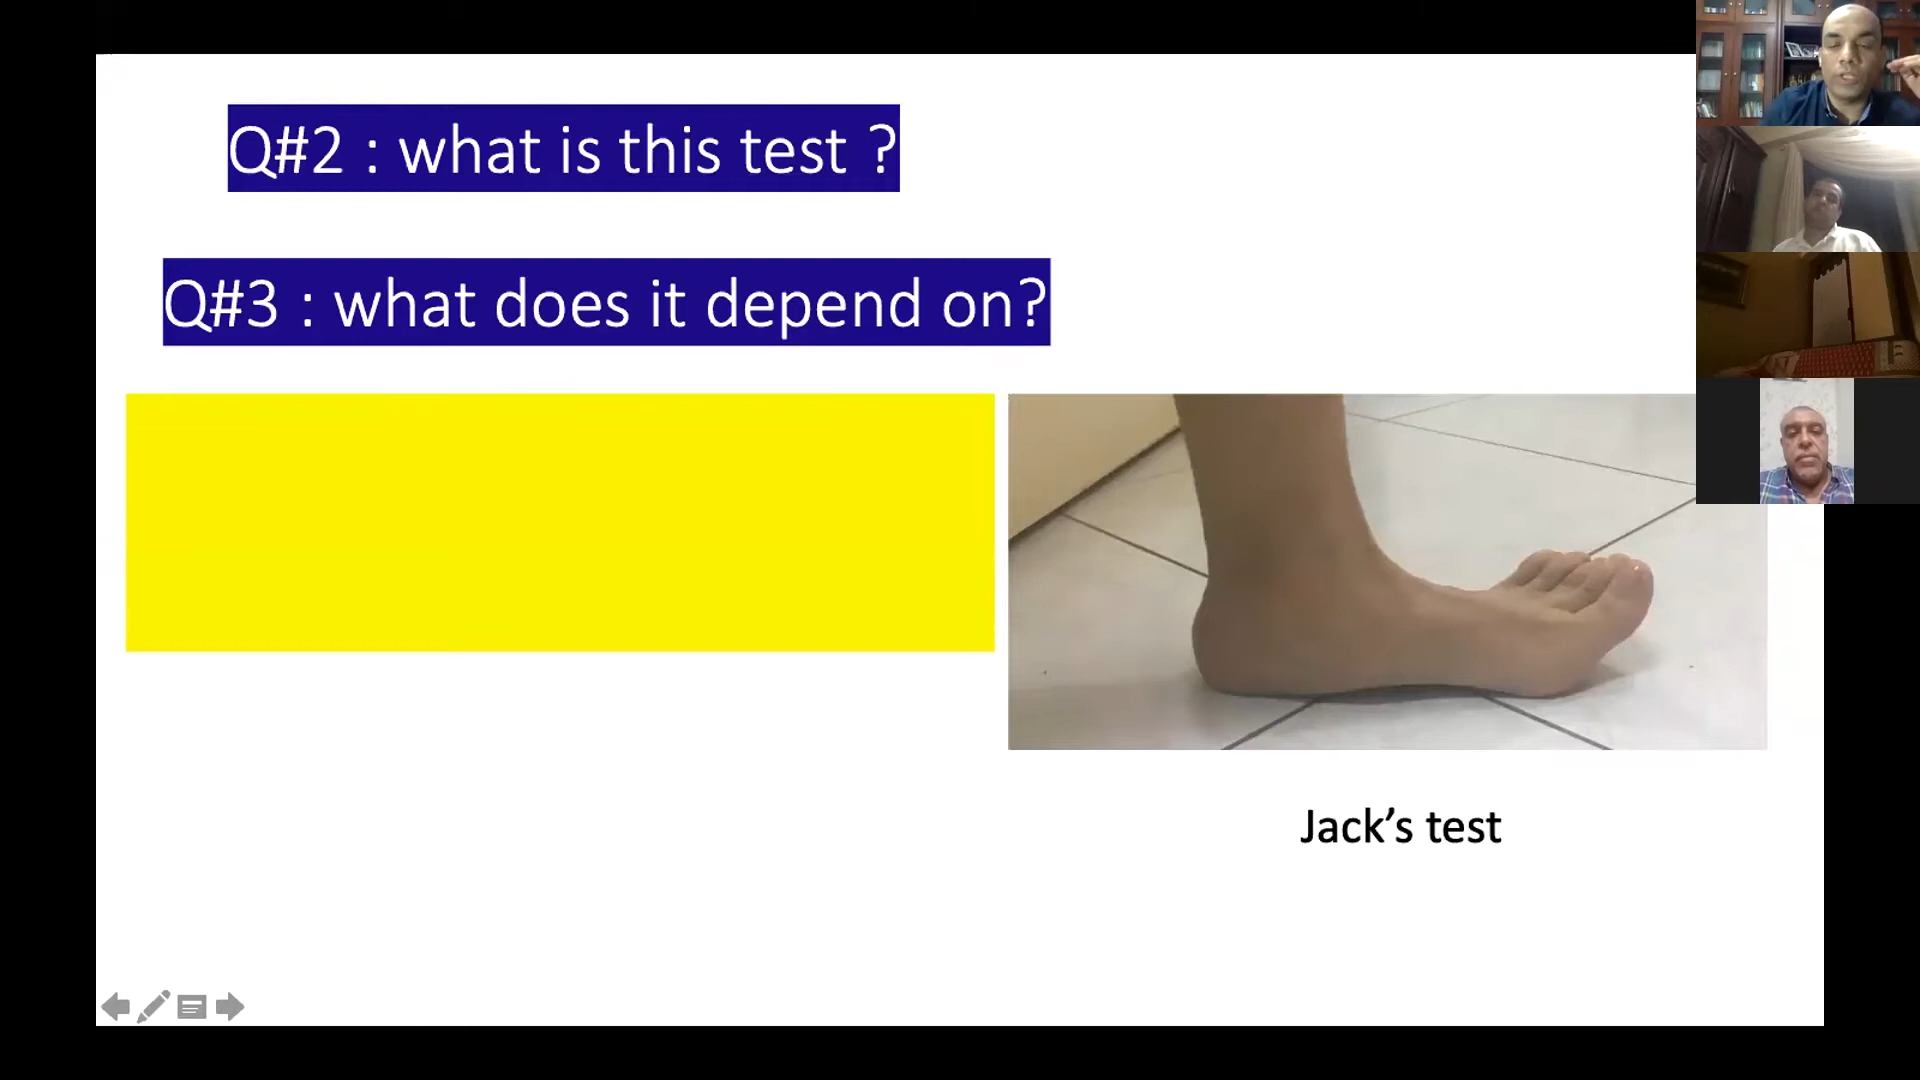 Q#2 : what is this test ?
Q#3 : what does it depend on?
Jack’s test